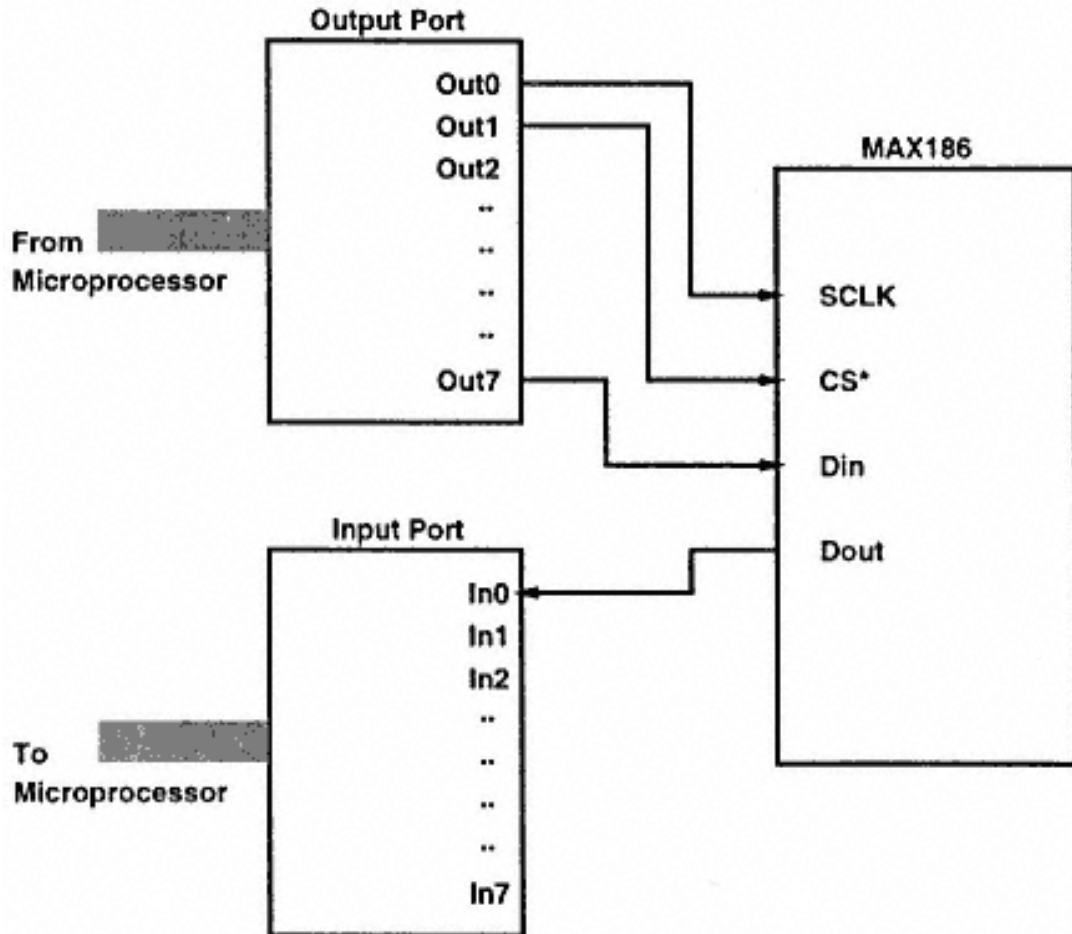 Output Port
Out0
Out1
Out2
..
..
..
..
Out7
From
Microprocessor
MAX186
SCLK
CS*
Din
Dout
Input Port
In0
In1
In2
..
..
..
..
In7
To
Microprocessor